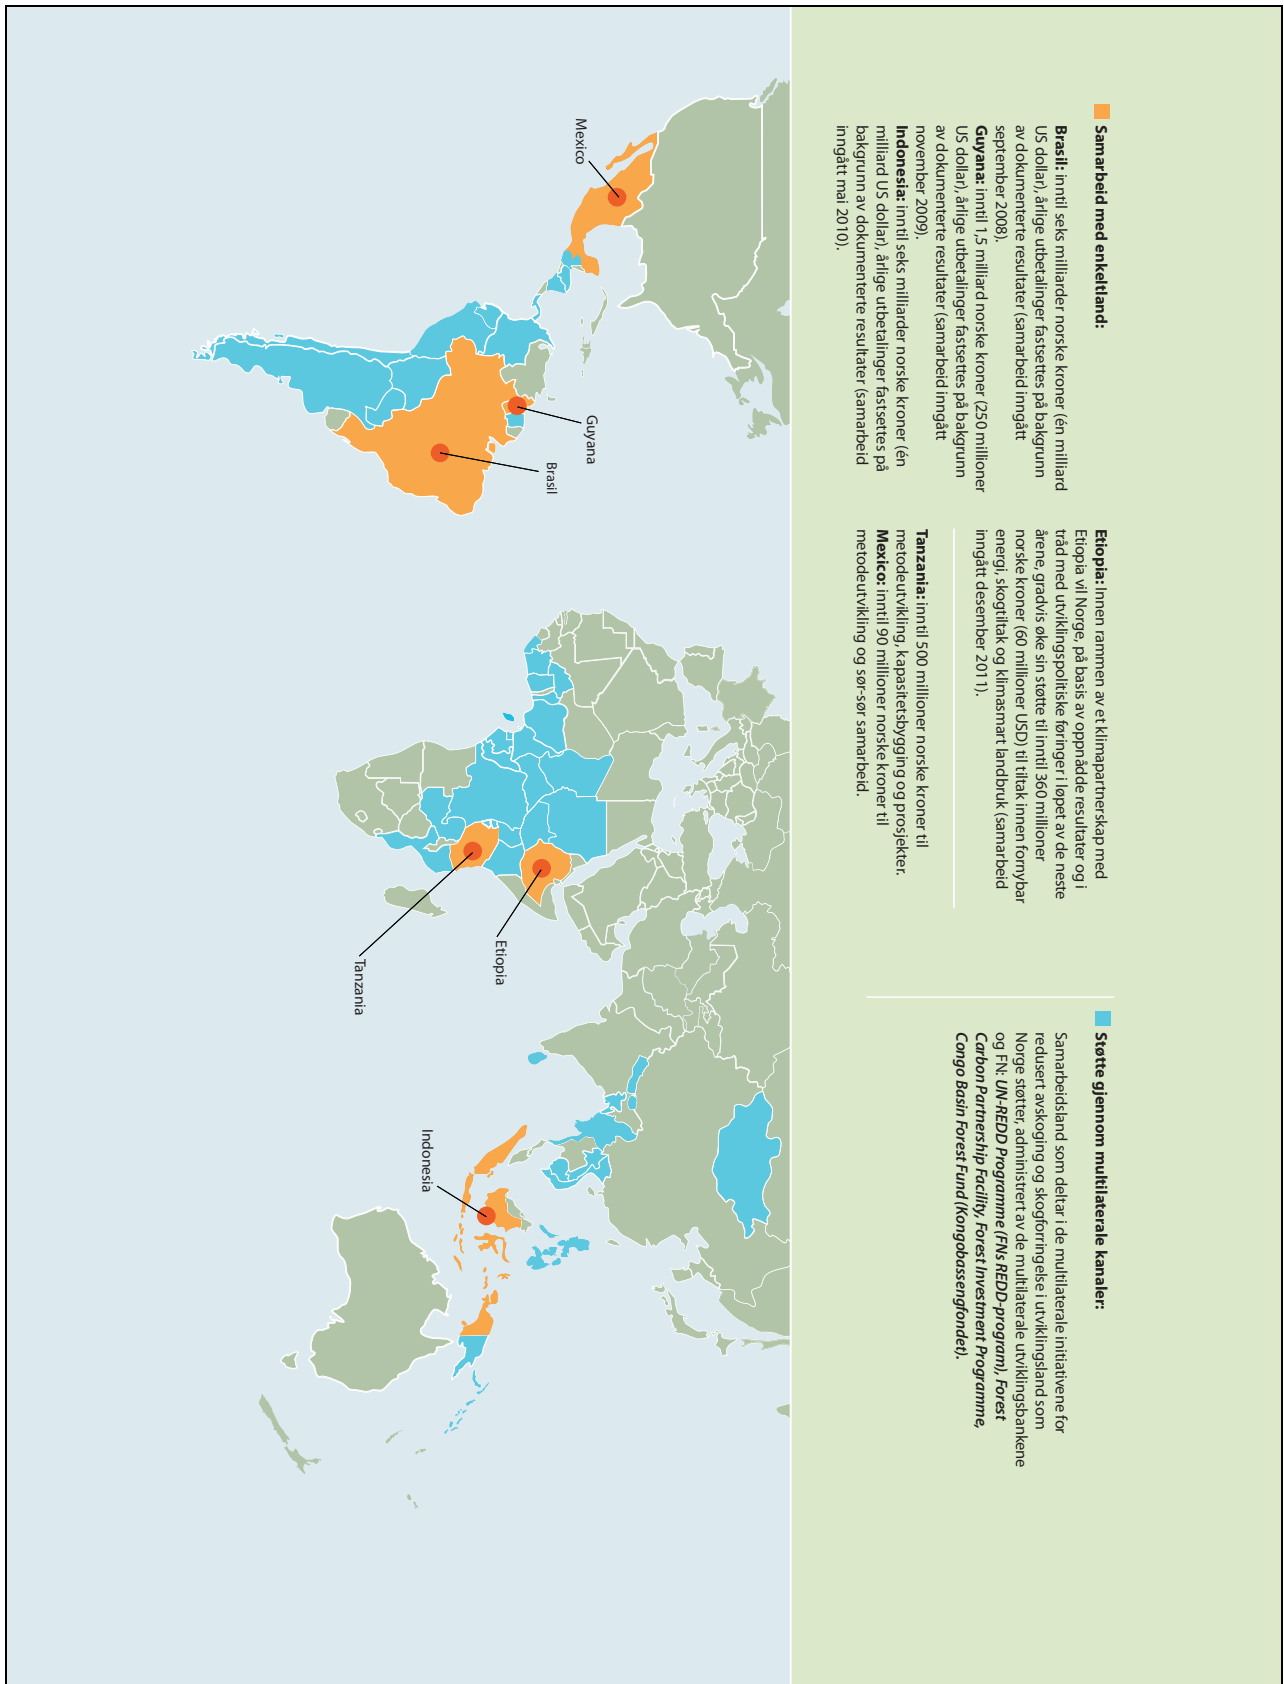 Samarbeid med enkeltland:
Brasil: inntil seks milliarder norske kroner (én milliard
US dollar), årlige utbetalinger fastsettes på bakgrunn
av dokumenterte resultater (samarbeid inngått
september 2008).
Guyana: inntil 1,5 milliard norske kroner (250 millioner
US dollar), årlige utbetalinger fastsettes på bakgrunn
av dokumenterte resultater (samarbeid inngått
november 2009).
Indonesia: inntil seks milliarder norske kroner (én
milliard US dollar), årlige utbetalinger fastsettes på
bakgrunn av dokumenterte resultater (samarbeid
inngått mai 2010).
Etiopia: Innen rammen av et klimapartnerskap med
Etiopia vil Norge, på basis av oppnådde resultater og i
tråd med utviklingspolitiske føringer i løpet av de neste
årene, gradvis øke sin støtte til inntil 360 millioner
norske kroner (60 millioner USD) til tiltak innen fornybar
energi, skogtiltak og klimasmart landbruk (samarbeid
inngått desember 2011).
Tanzania: inntil 500 millioner norske kroner til
metodeutvikling, kapasitetsbygging og prosjekter.
Mexico: inntil 90 millioner norske kroner til
metodeutvikling og sør-sør samarbeid.
Støtte gjennom multilaterale kanaler:
Samarbeidsland som deltar i de multilaterale initiativene for
redusert avskoging og skogforringelse i utviklingsland som
Norge støtter, administrert av de multilaterale utviklingsbankene
og FN: UN-REDD Programme (FNs REDD-program), Forest
Carbon Partnership Facility, Forest Investment Programme,
Congo Basin Forest Fund (Kongobassengfondet).
Mexico
Guyana
Brasil
Etiopia
Tanzania
Indonesia